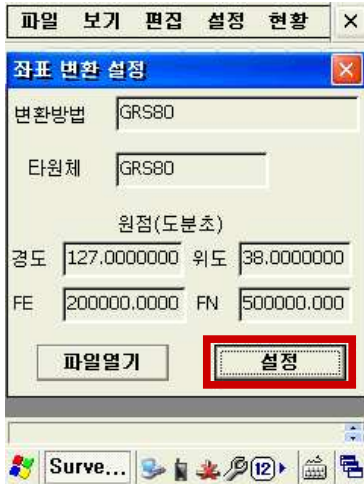 파일 보기 편집 설정 현황 ×
좌표 변환 설정
변환방법 GRS80
타원체 GRS80
원점(도분초)
경도 127.0000000 위도 38.0000000
FE 200000.0000 FN 500000.000
파일열기 설정
Surve... 12